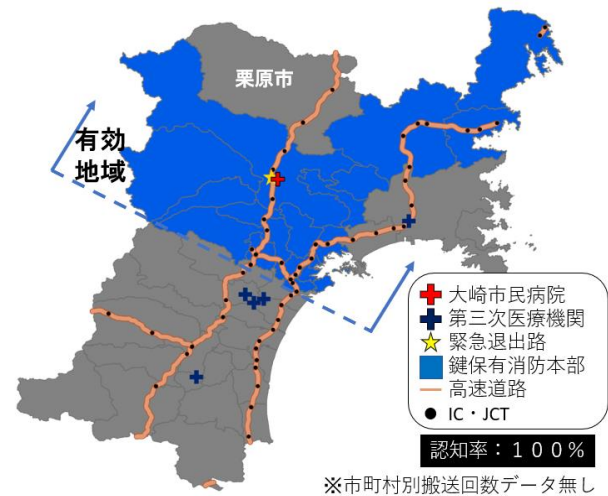 栗原市
有効
地域
大崎市民病院
第三次医療機関
緊急退出路
鍵保有消防本部
高速道路
IC・JCT
認知率：１００％
※市町村別搬送回数データ無し